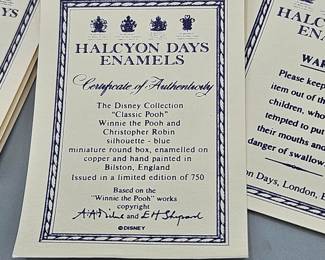 HALCYON DAYS
ENAMELS
Certificate of Authenticity
The Disney Collection
"Classic Pooh"
Winnie the Pooh and
Christopher Robin
silhouette - blue
miniature round box, enamelled on
copper and hand painted in
Bilston, England
Issued in a limited edition of 750
Based on the
"Winnie the Pooh" works
copyright
A.A. Milne and E.H. Shepard
© DISNEY
HALCY
ENA
WAR
Please keep
item out of th
children, who
tempted to put
their mouths and
danger of swallow
on Days, London, E